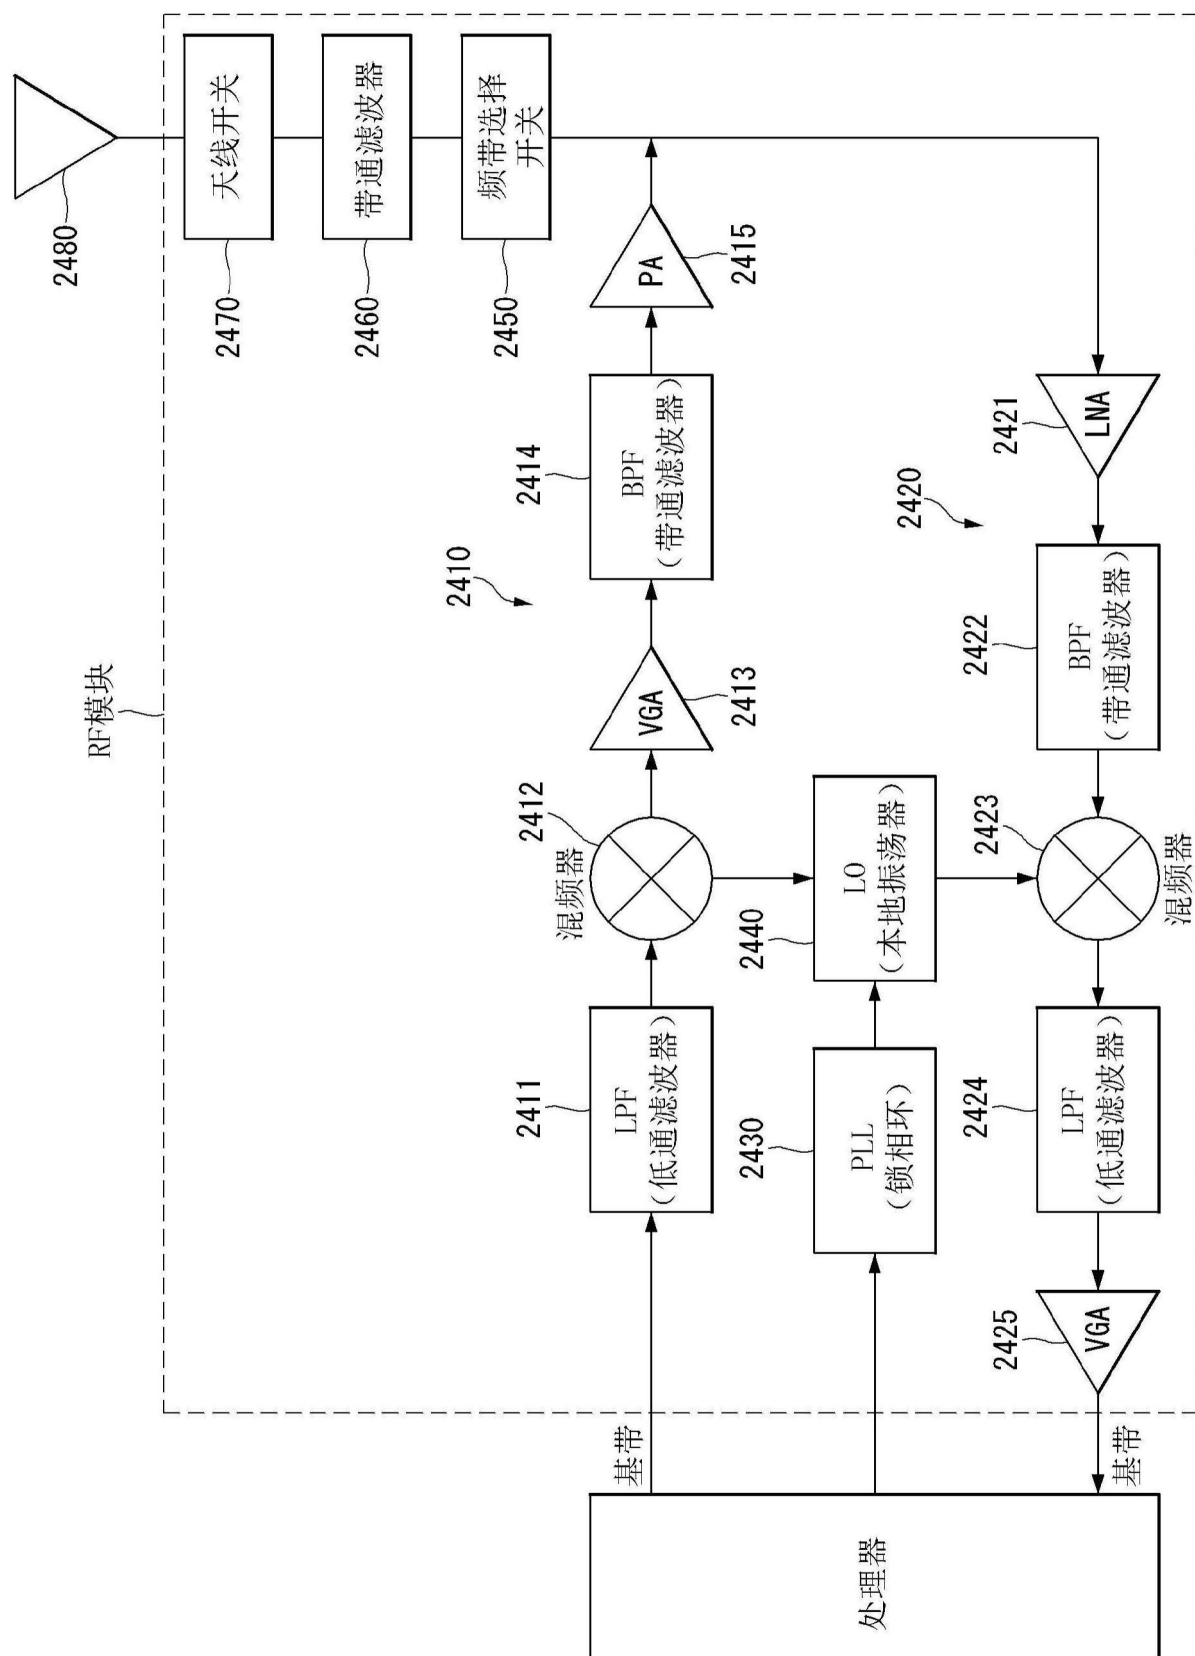 RF模块
2480
天线开关
2470
带通滤波器
2460
频带选择
开关
2450
2410
LPF
(低通滤波器)
2411
混频器
2412
VGA
2413
BPF
(带通滤波器)
2414
PA
2415
处理器
基带
PLL
(锁相环)
2430
LO
(本地振荡器)
2440
基带
VGA
2425
LPF
(低通滤波器)
2424
混频器
2423
BPF
(带通滤波器)
2422
2420
LNA
2421